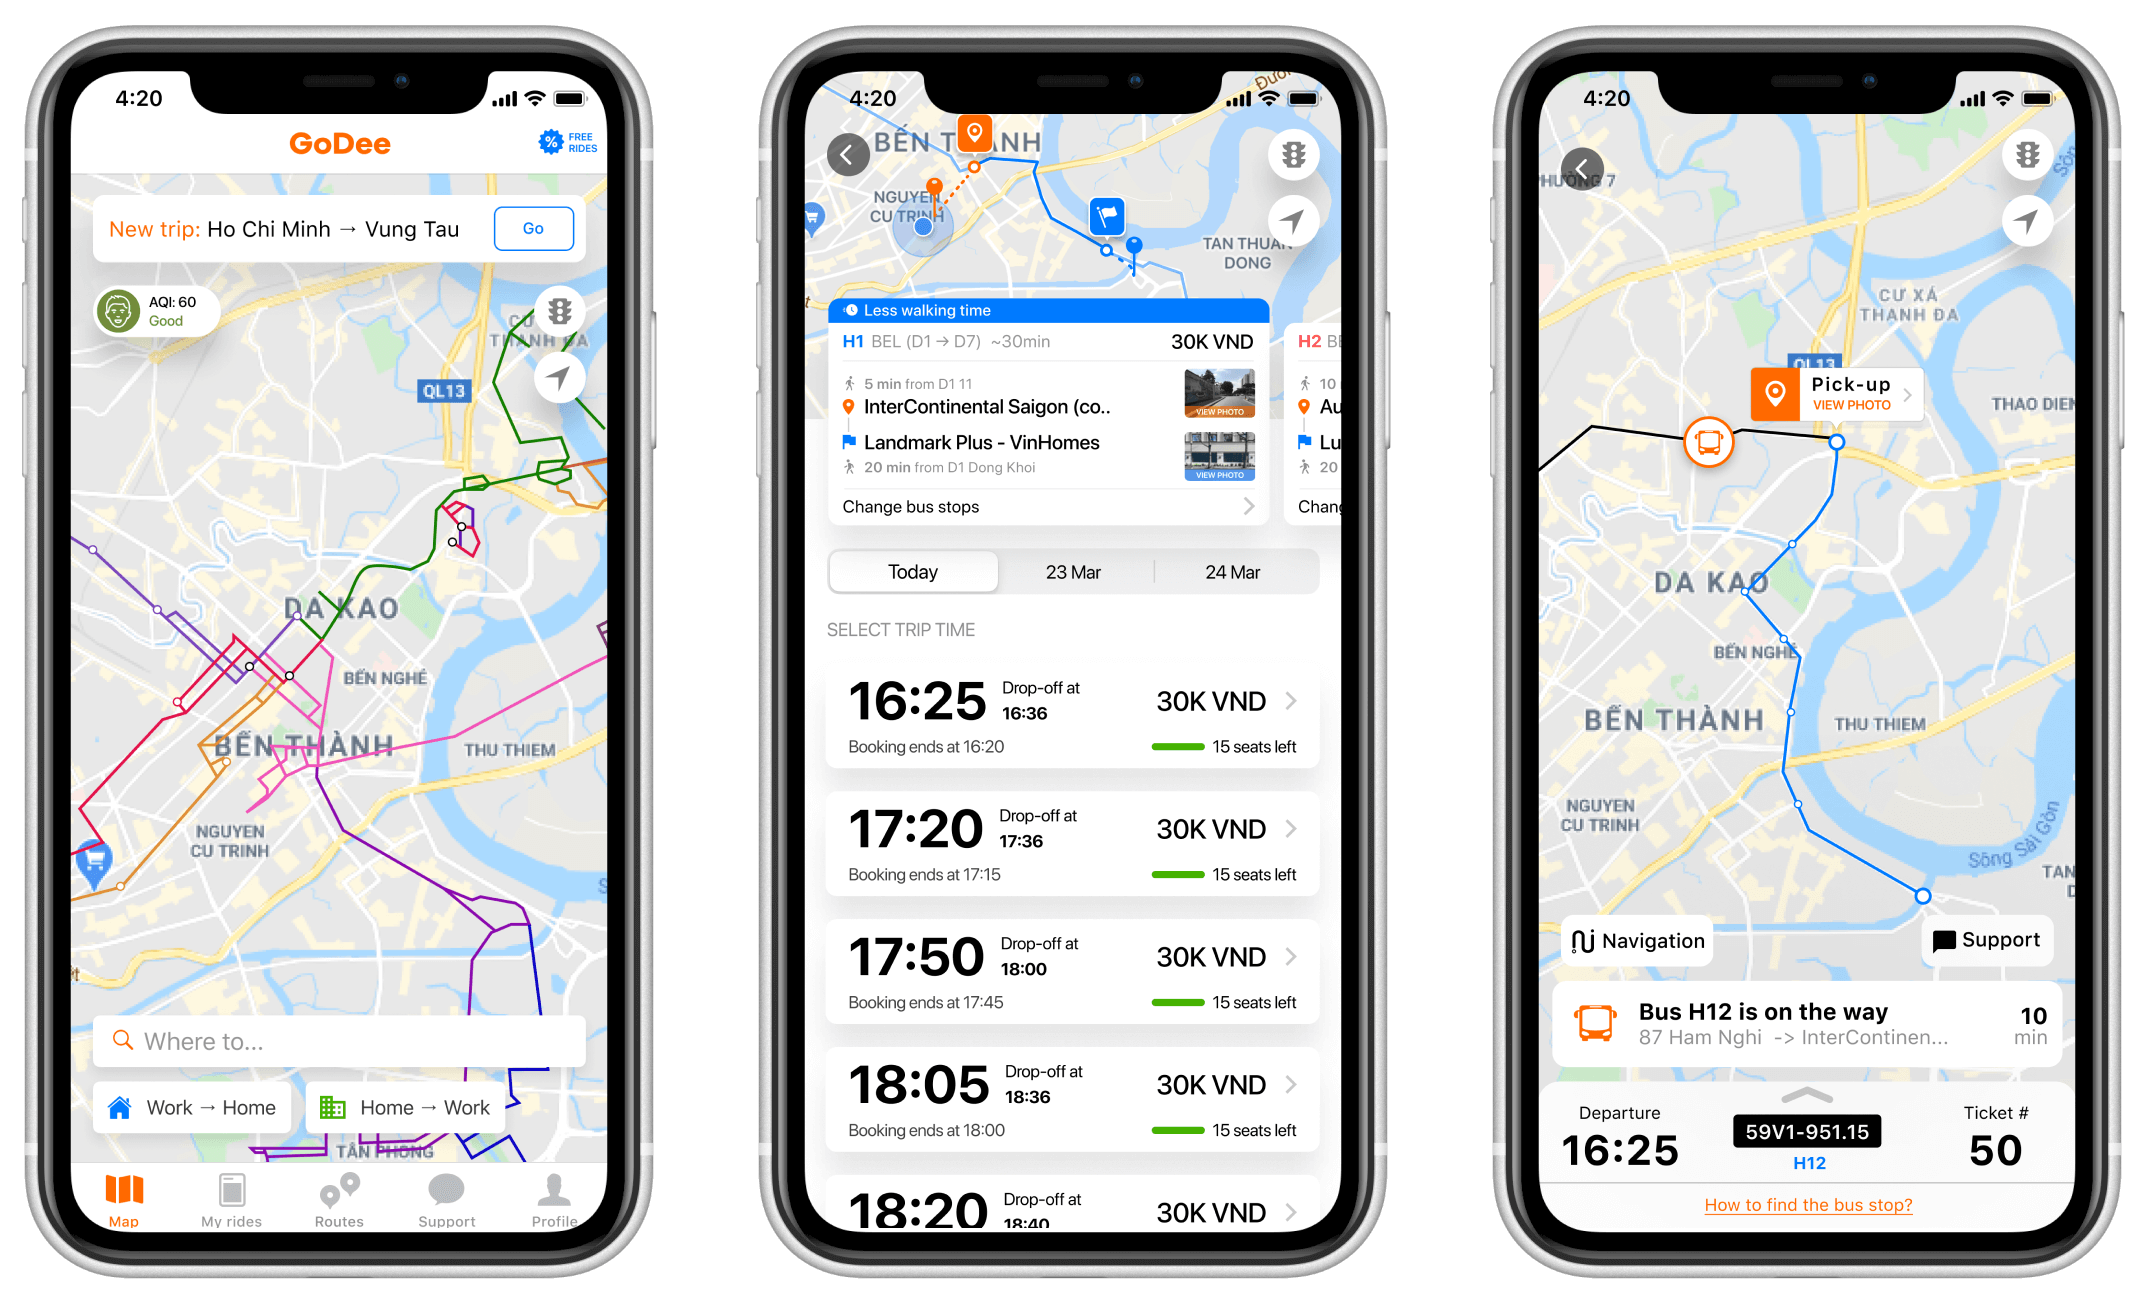 4:20
GoDee
% FREE
RIDES
New trip: Ho Chi Minh → Vung Tau
Go
AQI: 60
Good
THANH ĐA
QL13
DA KAO
BẾN NGHÉ
BẾN THÀNH
THU THIEM
NGUYEN
CU TRINH
Where to...
Work → Home
Home → Work
TÂN PHONG
Map
My rides
Routes
Support
Profile
4:20
BẾN THÀNH
NGUYEN
CU TRINH
TAN THUAN
DONG
Less walking time
H1 BEL (D1 → D7) ~30min
30K VND
5 min from D1 11
InterContinental Saigon (co..
VIEW PHOTO
Landmark Plus - VinHomes
20 min from D1 Dong Khoi
VIEW PHOTO
Change bus stops
H2
10
Au
Lu
20
Chan
Today
23 Mar
24 Mar
SELECT TRIP TIME
16:25
Drop-off at
16:36
30K VND
Booking ends at 16:20
15 seats left
17:20
Drop-off at
17:36
30K VND
Booking ends at 17:15
15 seats left
17:50
Drop-off at
18:00
30K VND
Booking ends at 17:45
15 seats left
18:05
Drop-off at
18:36
30K VND
Booking ends at 18:00
15 seats left
18:20
Drop-off at
18:40
30K VND
4:20
PHƯỜNG 7
CƯ XÁ
THANH ĐA
QL13
Pick-up
VIEW PHOTO
THAO DIEN
DA KAO
BẾN NGHÉ
BẾN THÀNH
THU THIEM
NGUYEN
CU TRINH
Sông Sài Gòn
TAN
Navigation
Support
Bus H12 is on the way
87 Ham Nghi -> InterContinen...
10
min
Departure
16:25
59V1-951.15
H12
Ticket #
50
How to find the bus stop?